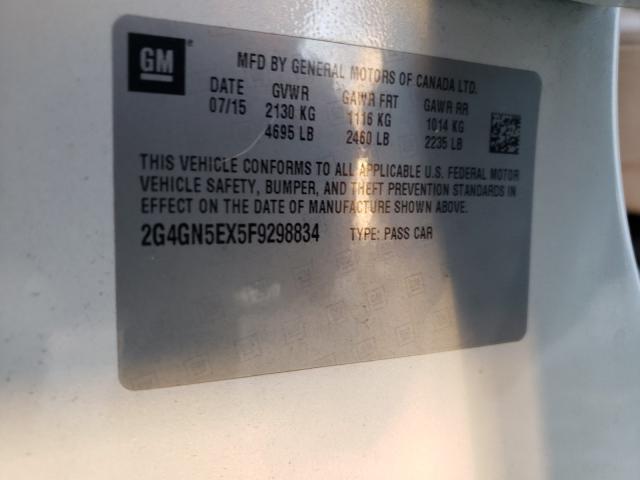 GM
MFD BY GENERAL MOTORS OF CANADA LTD.
DATE GVWR GAWR FRT GAWR RR
07/15 2130 KG 1116 KG 1014 KG
4695 LB 2460 LB 2235 LB
THIS VEHICLE CONFORMS TO ALL APPLICABLE U.S. FEDERAL MOTOR
VEHICLE SAFETY, BUMPER, AND THEFT PREVENTION STANDARDS IN
EFFECT ON THE DATE OF MANUFACTURE SHOWN ABOVE.
2G4GN5EX5F9298834 TYPE: PASS CAR